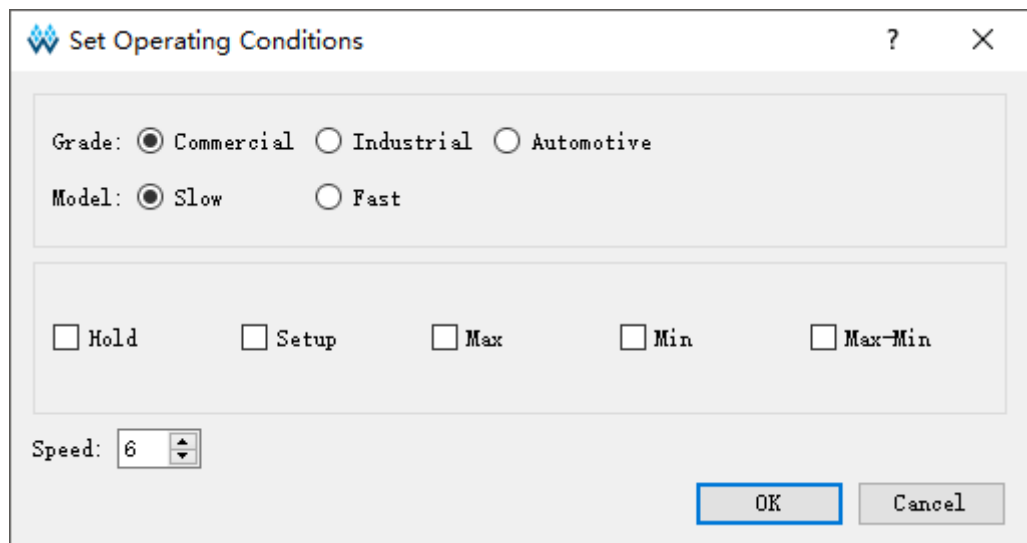 Set Operating Conditions ?
Grade: Commercial Industrial Automotive
Model: Slow Fast
Hold Setup Max Min Max-Min
Speed: 6
OK Cancel